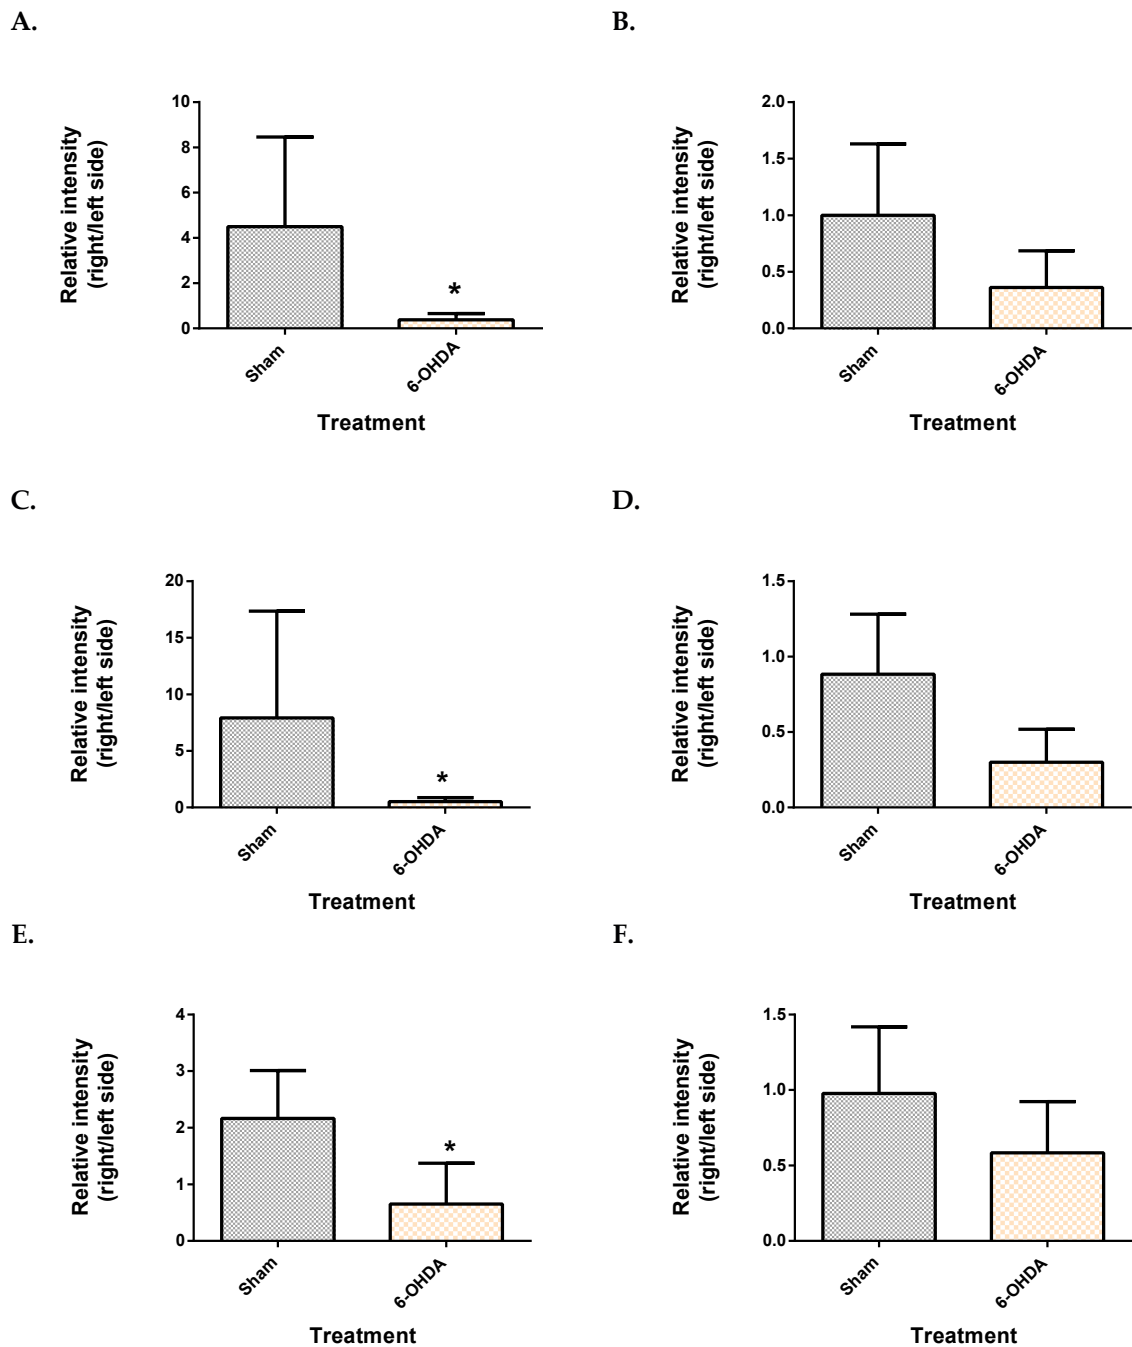 A.
Relative intensity
(right/left side)
10
8
6
4
2
0
*
Sham
6-OHDA
Treatment
B.
Relative intensity
(right/left side)
2.0
1.5
1.0
0.5
0.0
Sham
6-OHDA
Treatment
C.
Relative intensity
(right/left side)
20
15
10
5
0
*
Sham
6-OHDA
Treatment
D.
Relative intensity
(right/left side)
1.5
1.0
0.5
0.0
Sham
6-OHDA
Treatment
E.
Relative intensity
(right/left side)
4
3
2
1
0
*
Sham
6-OHDA
Treatment
F.
Relative intensity
(right/left side)
1.5
1.0
0.5
0.0
Sham
6-OHDA
Treatment